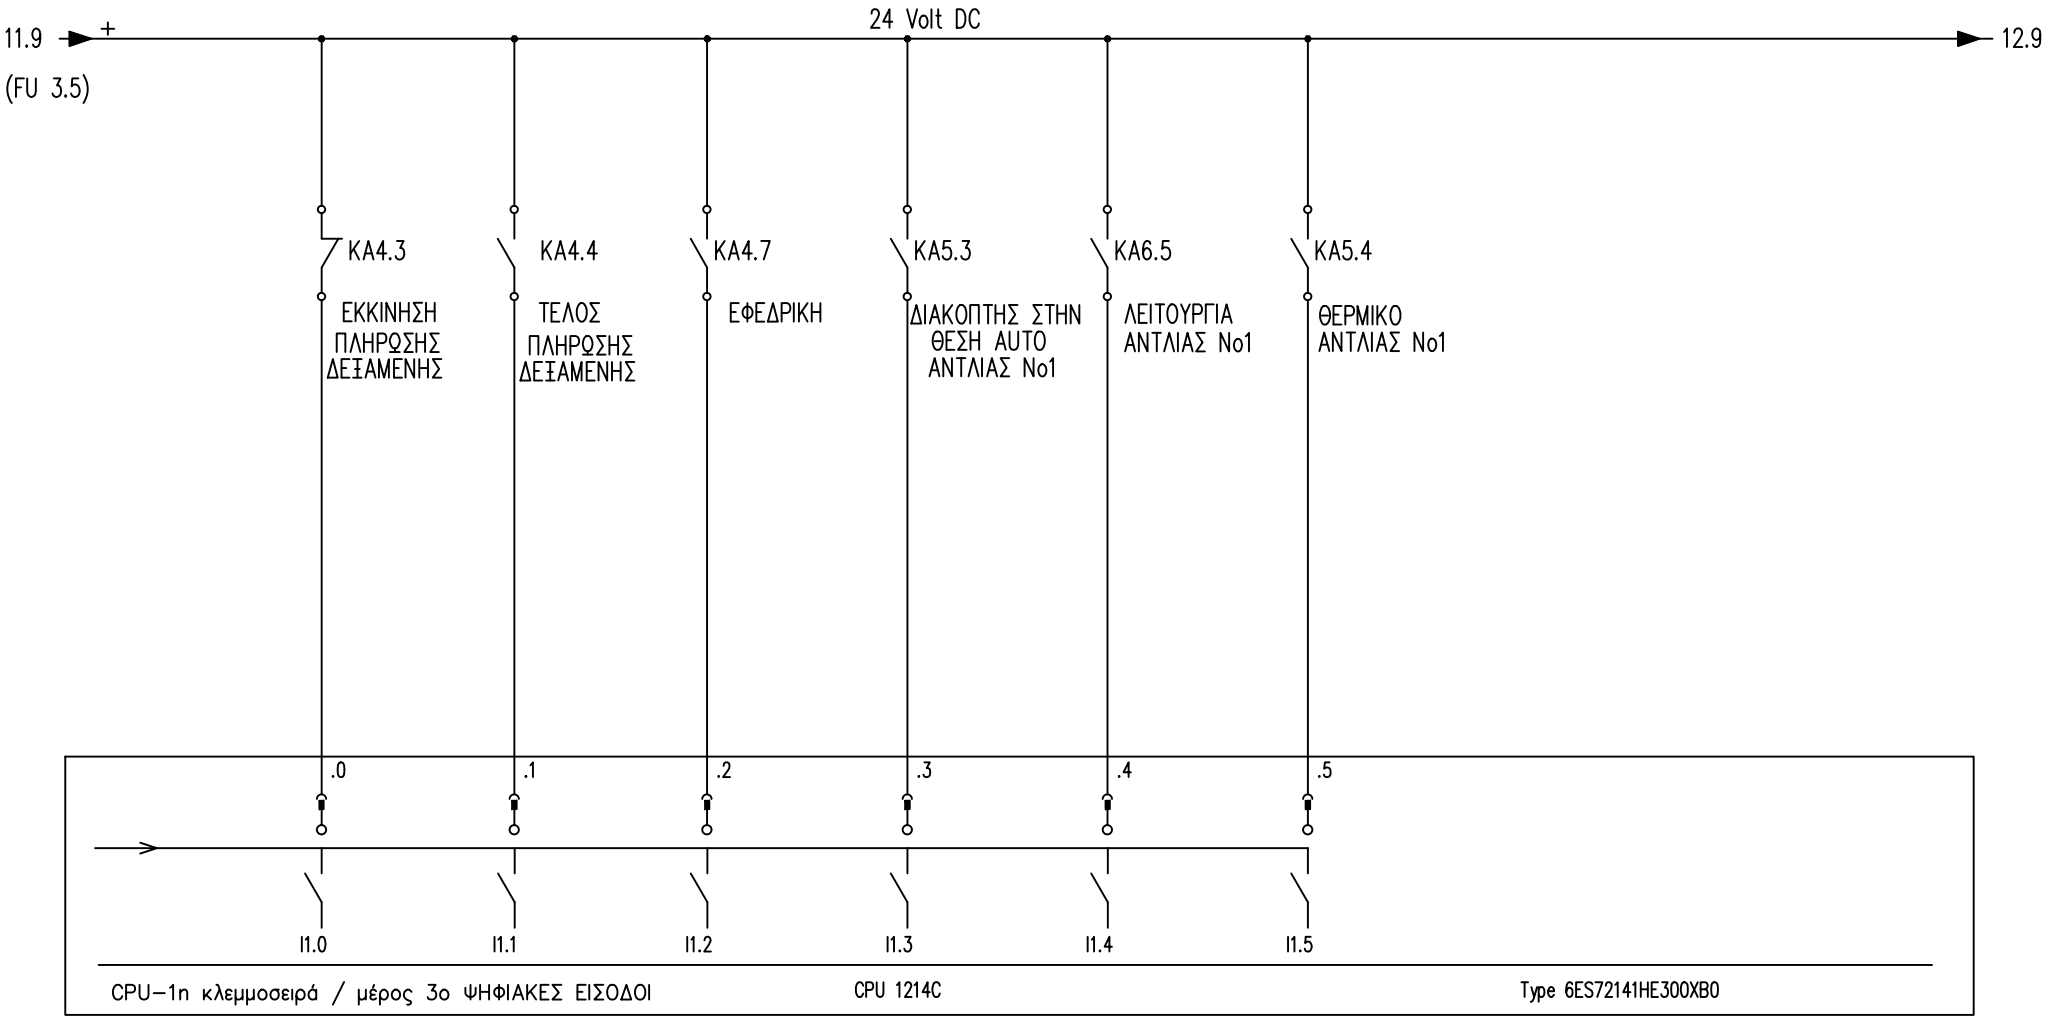 24 Volt DC
11.9
+
12.9
(FU 3.5)
KA4.3
KA4.4
KA4.7
KA5.3
KA6.5
KA5.4
ΕΚΚΙΝΗΣΗ
ΠΛΗΡΩΣΗΣ
ΔΕΞΑΜΕΝΗΣ
ΤΕΛΟΣ
ΠΛΗΡΩΣΗΣ
ΔΕΞΑΜΕΝΗΣ
ΕΦΕΔΡΙΚΗ
ΔΙΑΚΟΠΤΗΣ ΣΤΗΝ
ΘΕΣΗ AUTO
ΑΝΤΛΙΑΣ No1
ΛΕΙΤΟΥΡΓΙΑ
ΑΝΤΛΙΑΣ No1
ΘΕΡΜΙΚΟ
ΑΝΤΛΙΑΣ No1
.0
.1
.2
.3
.4
.5
I1.0
I1.1
I1.2
I1.3
I1.4
I1.5
CPU-1η κλεμμοσειρά / μέρος 3ο ΨΗΦΙΑΚΕΣ ΕΙΣΟΔΟΙ
CPU 1214C
Type 6ES72141HE300XB0